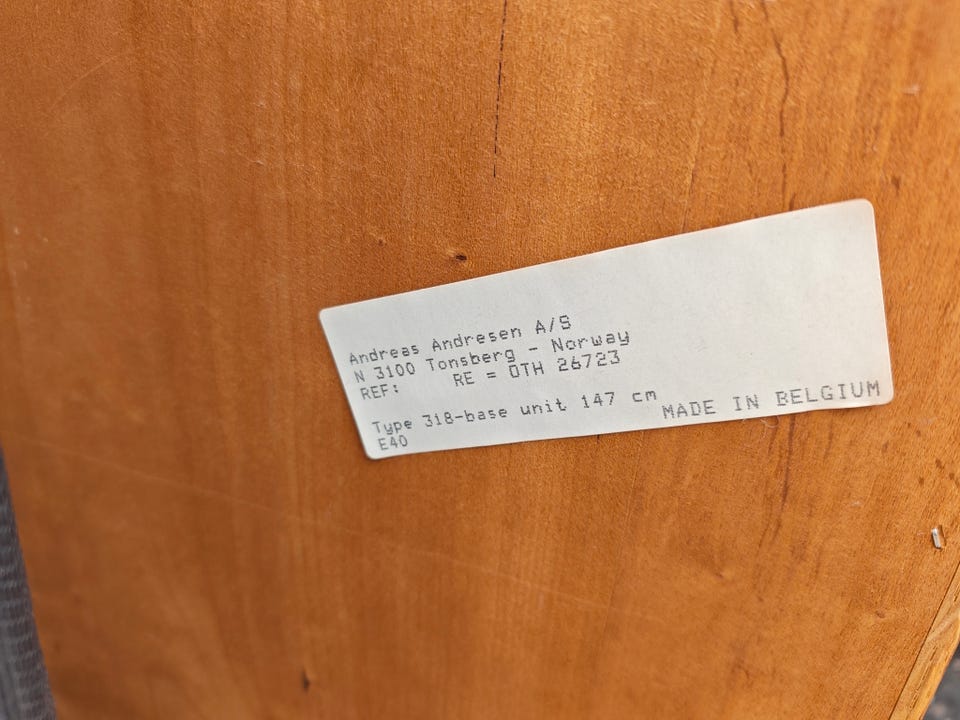 Andreas Andresen A/S
N 3100 Tonsberg - Norway
REF: RE = OTH 26723
Type 318-base unit 147 cm
E40
MADE IN BELGIUM